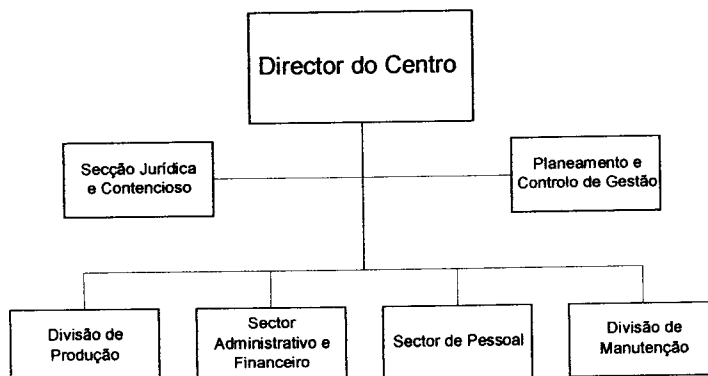 Director do Centro
Secção Jurídica
e Contencioso
Planeamento e
Controlo de Gestão
Divisão de
Produção
Sector
Administrativo e
Financeiro
Sector de Pessoal
Divisão de
Manutenção